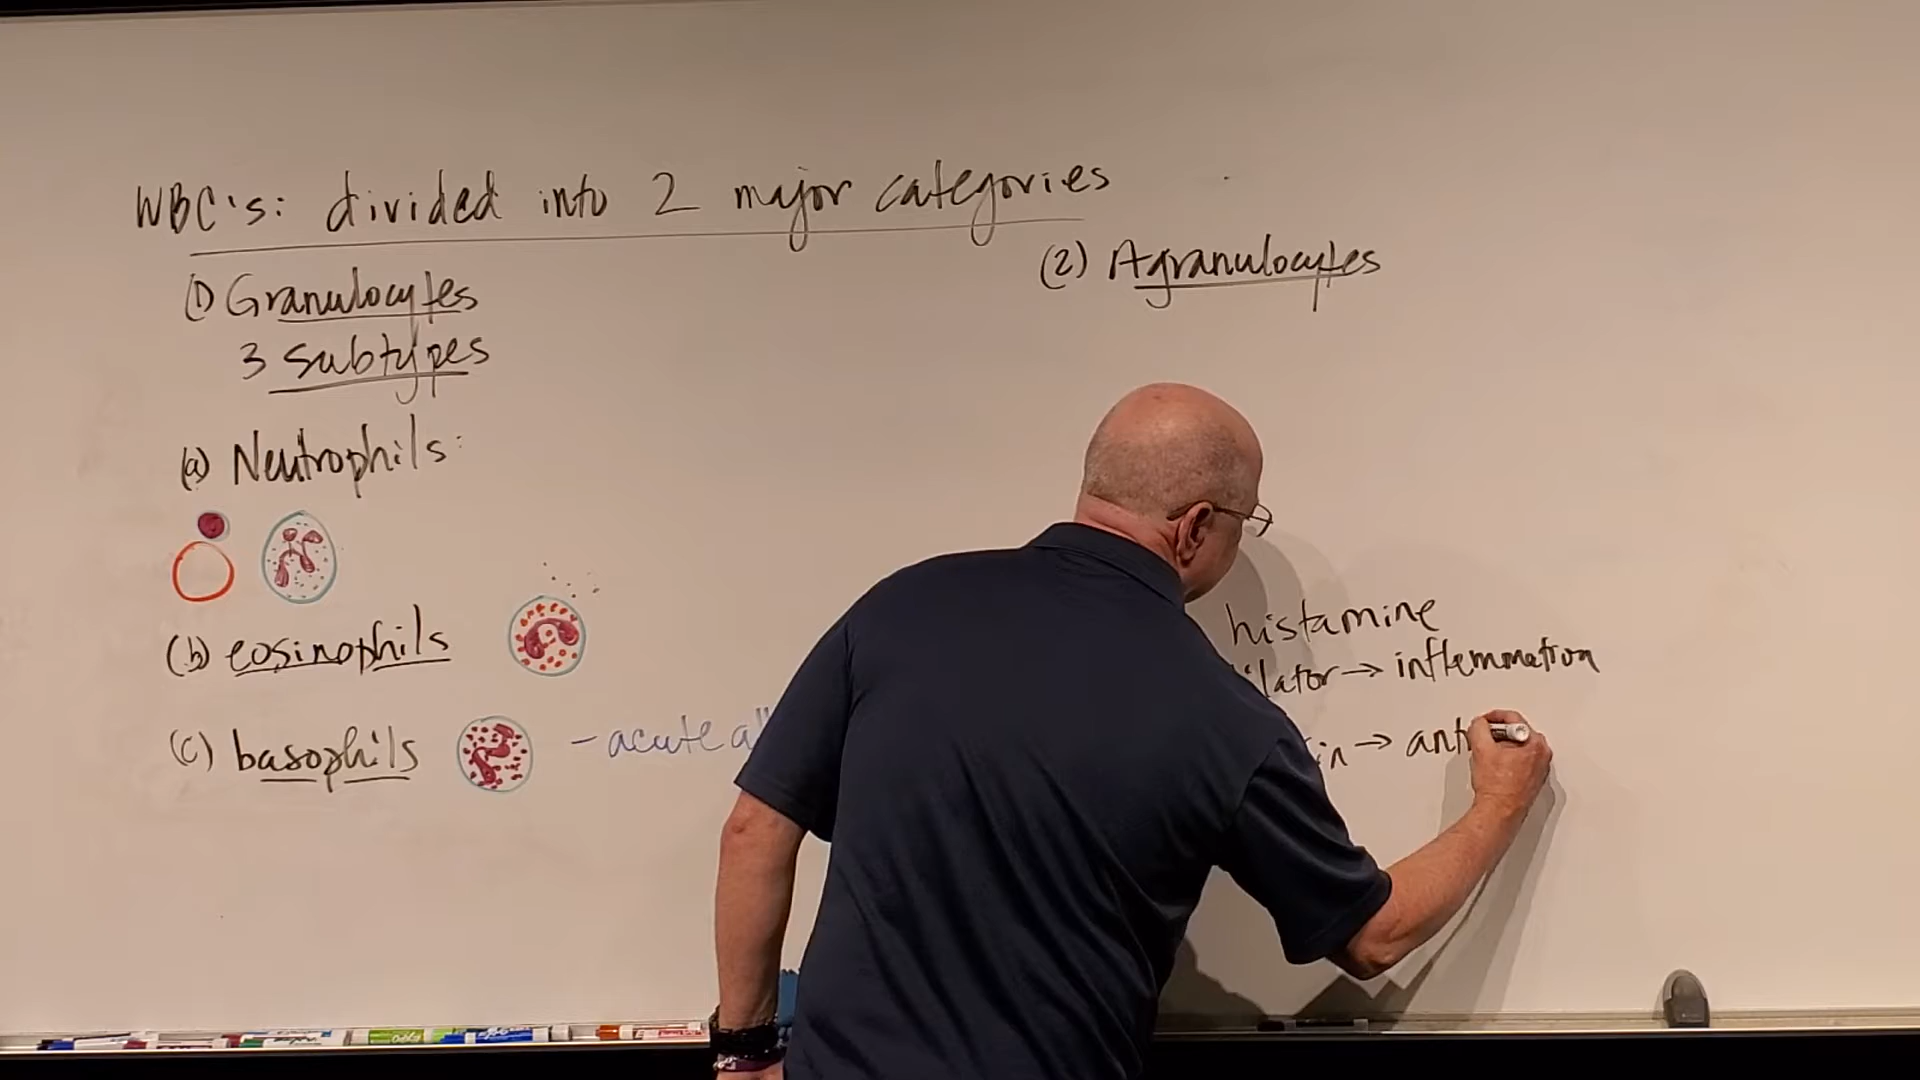 WBC's: divided into 2 major categories
(1) Granulocytes
3 subtypes
(a) Neutrophils:
(b) eosinophils
(c) basophils
- acute
(2) Agranulocytes
histamine
→ inflammation
→